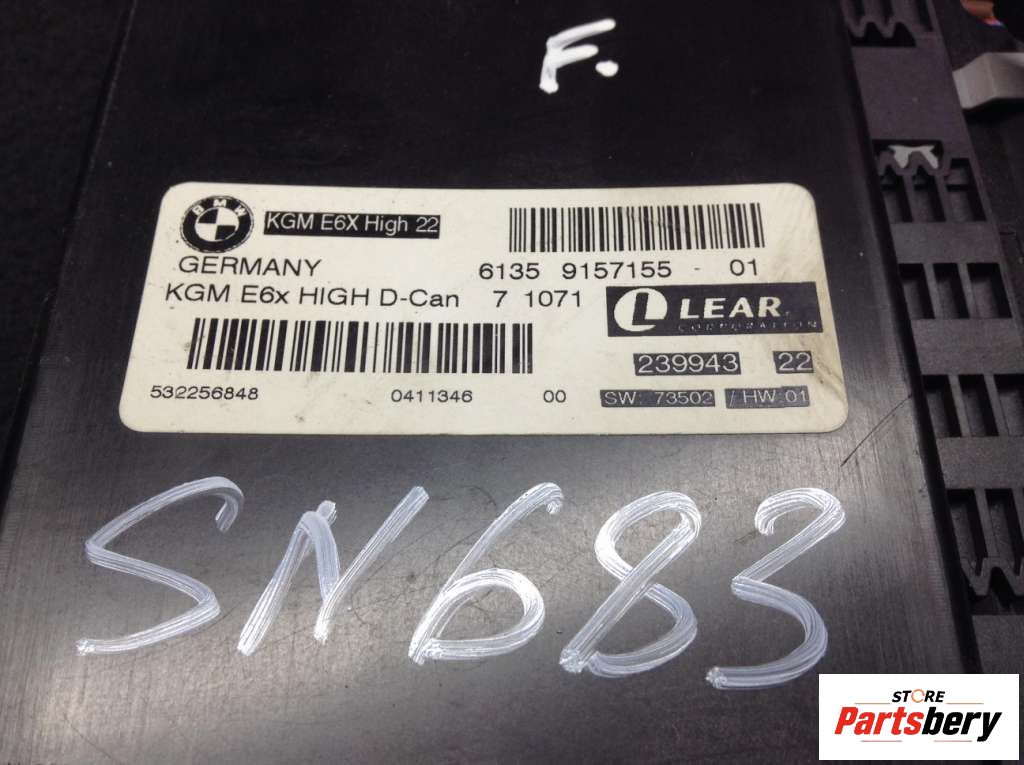 F.
BMW
KGM E6X High 22
GERMANY
6135 9157155 - 01
KGM E6x HIGH D-Can 7 1071
LEAR.
CORPORATION
239943 22
532256848 0411346 00 SW: 73502 / HW:01
SN683
STORE
Partsbery